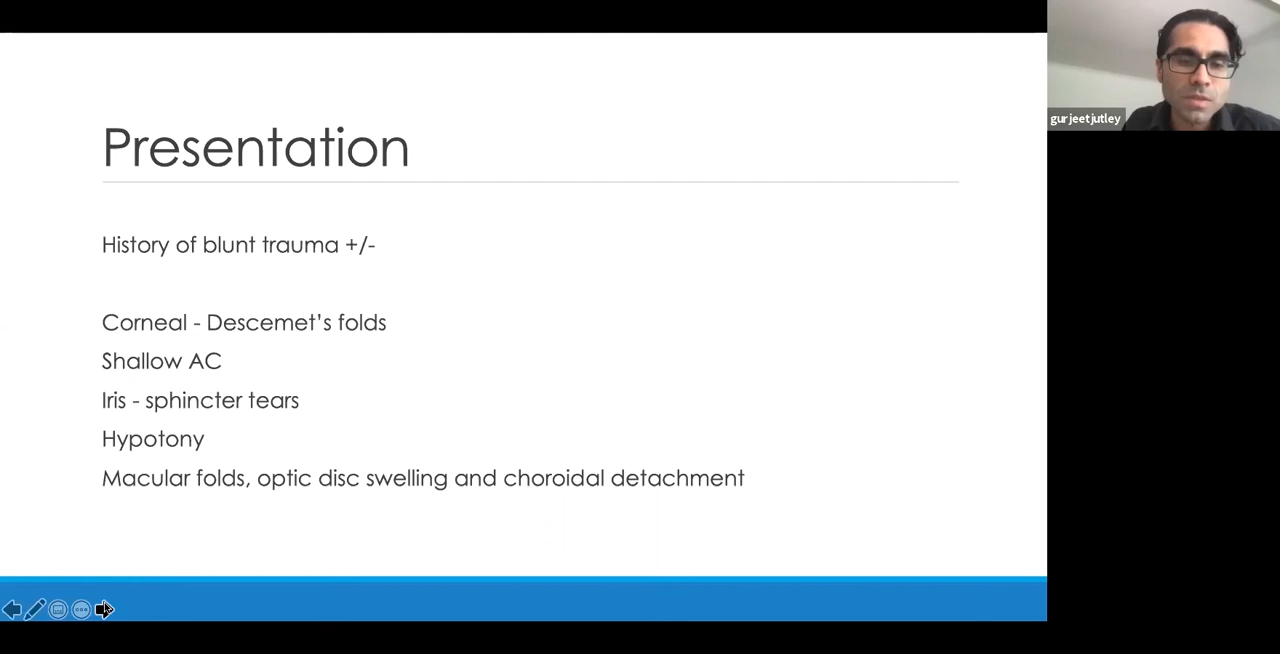 Presentation
History of blunt trauma +/-
Corneal - Descemet’s folds
Shallow AC
Iris - sphincter tears
Hypotony
Macular folds, optic disc swelling and choroidal detachment
gurjeetjutley